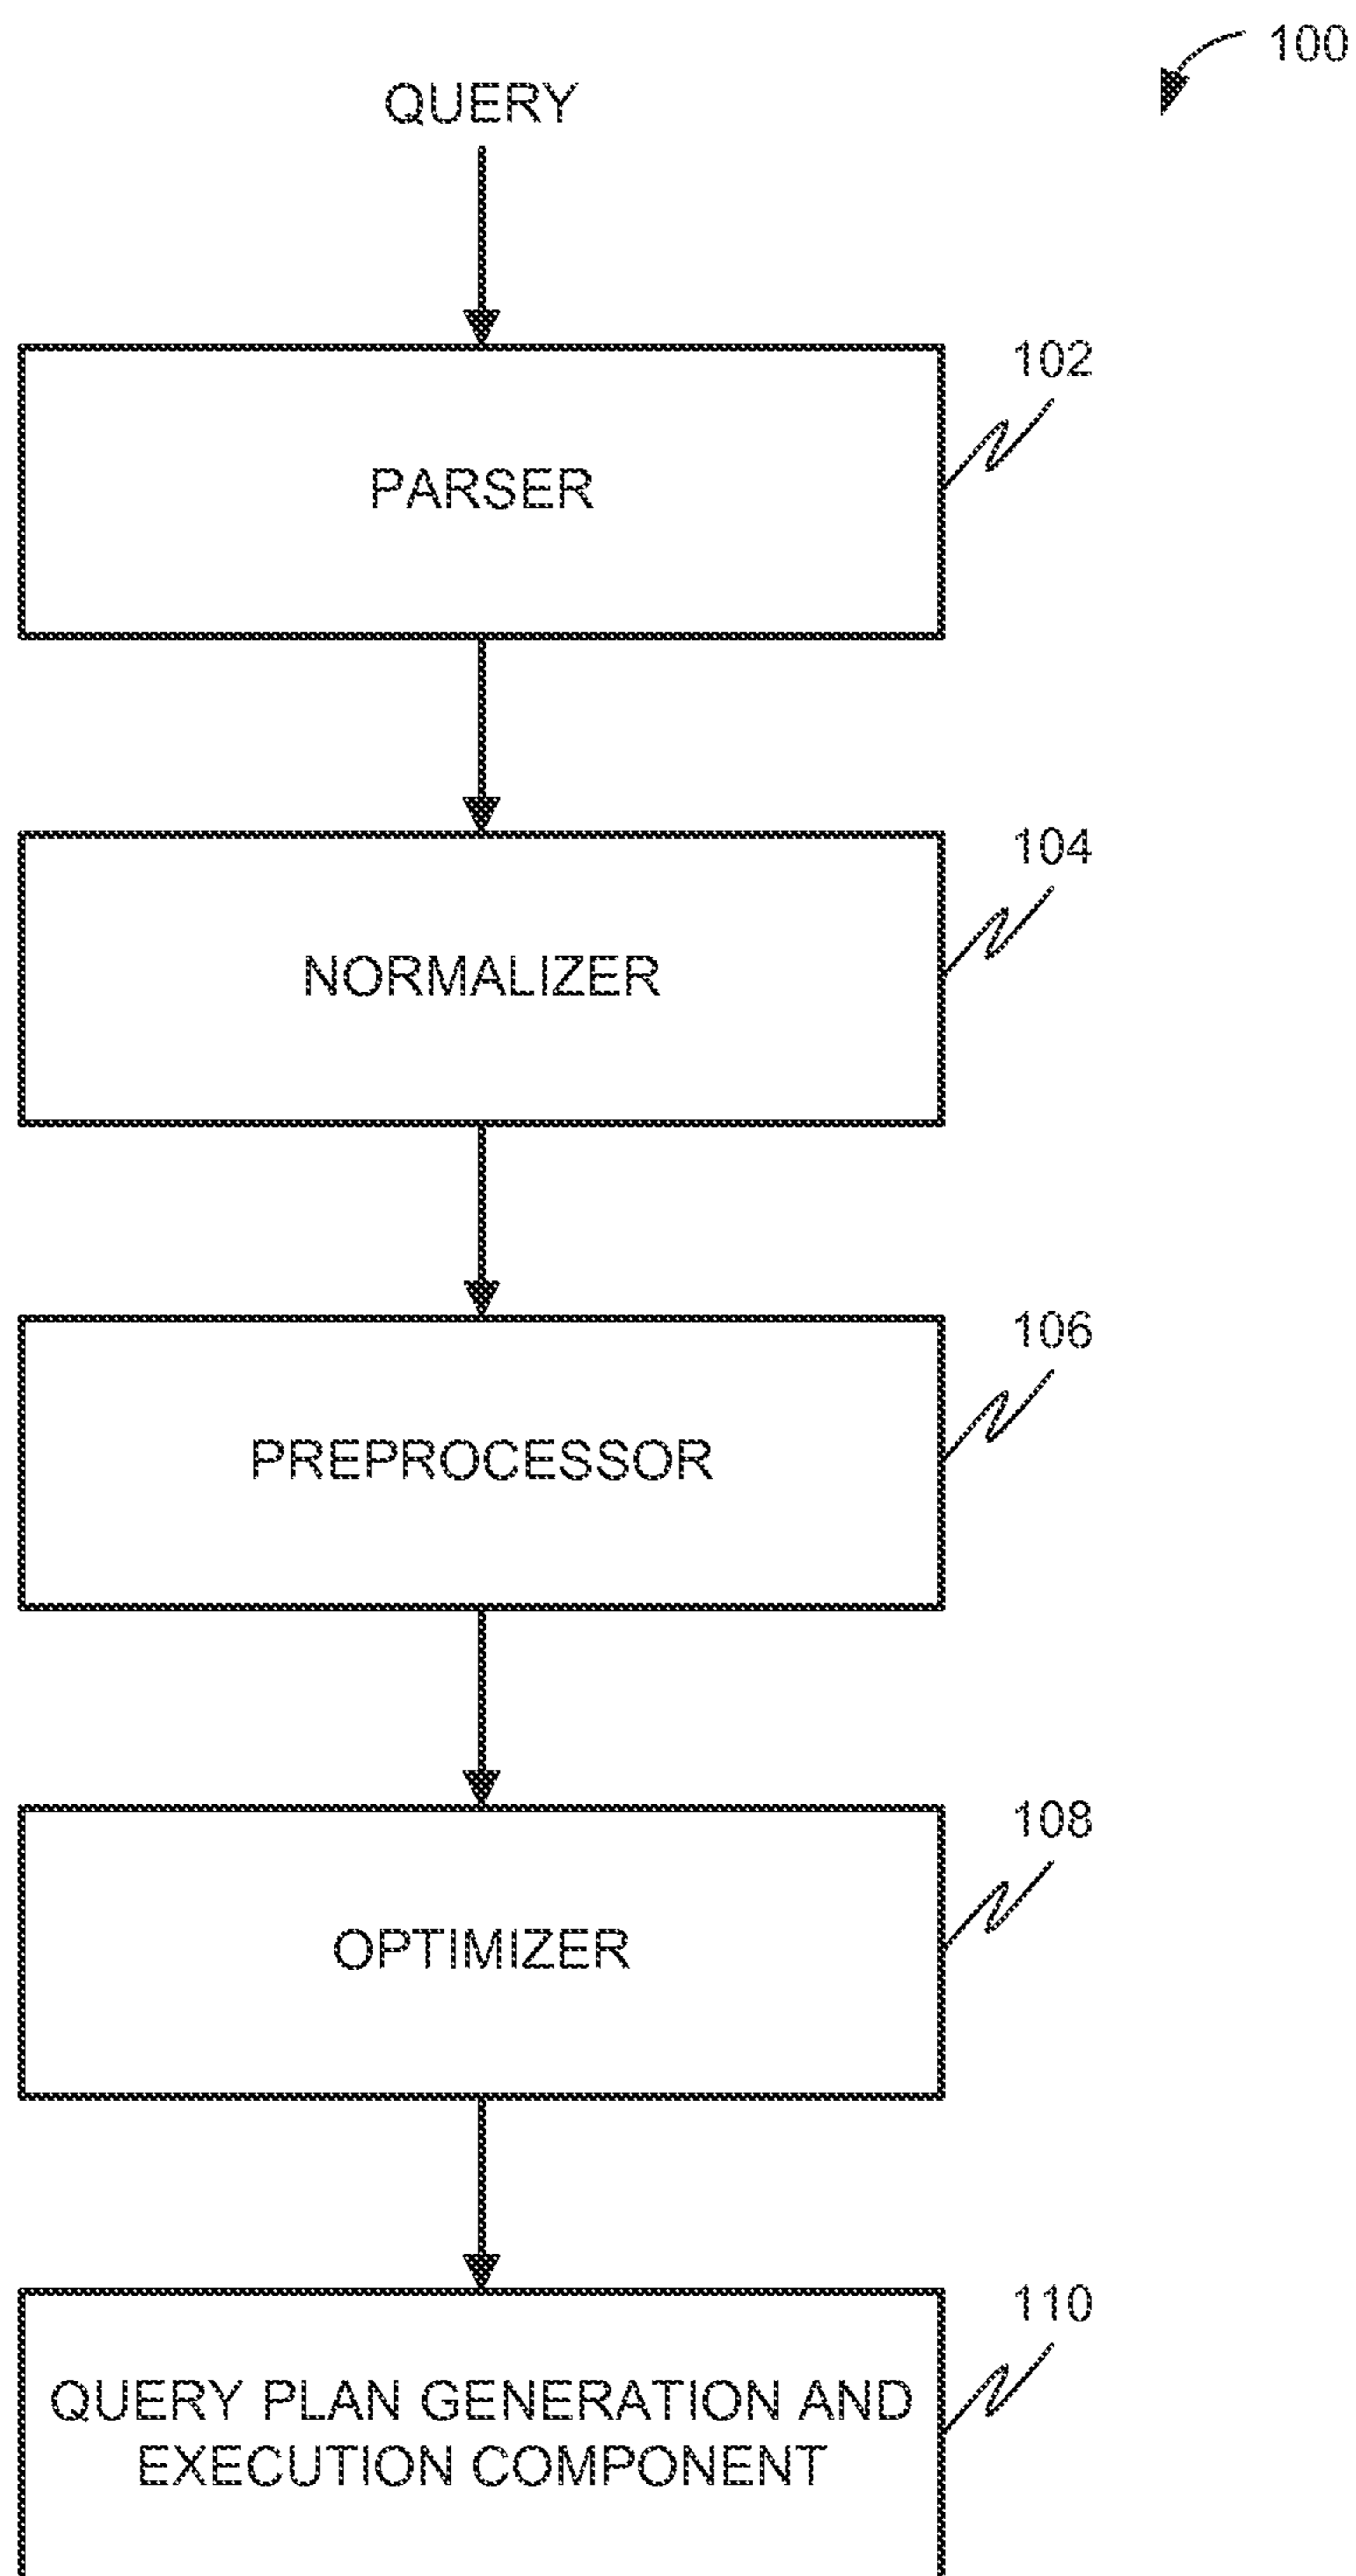 100
QUERY
102
PARSER
104
NORMALIZER
106
PREPROCESSOR
108
OPTIMIZER
110
QUERY PLAN GENERATION AND
EXECUTION COMPONENT